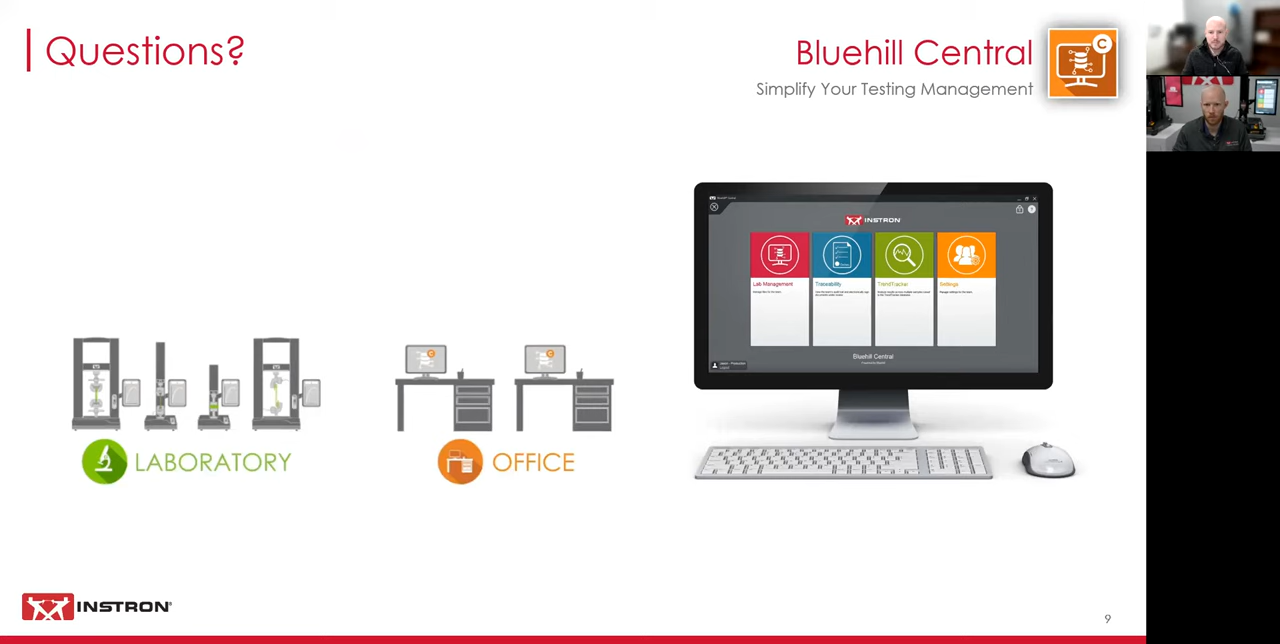 Questions?
Bluehill Central
C
Simplify Your Testing Management
INSTRON
Lab Management
Traceability
TrendTracker
Settings
Bluehill Central
C
C
LABORATORY
OFFICE
INSTRON®
9